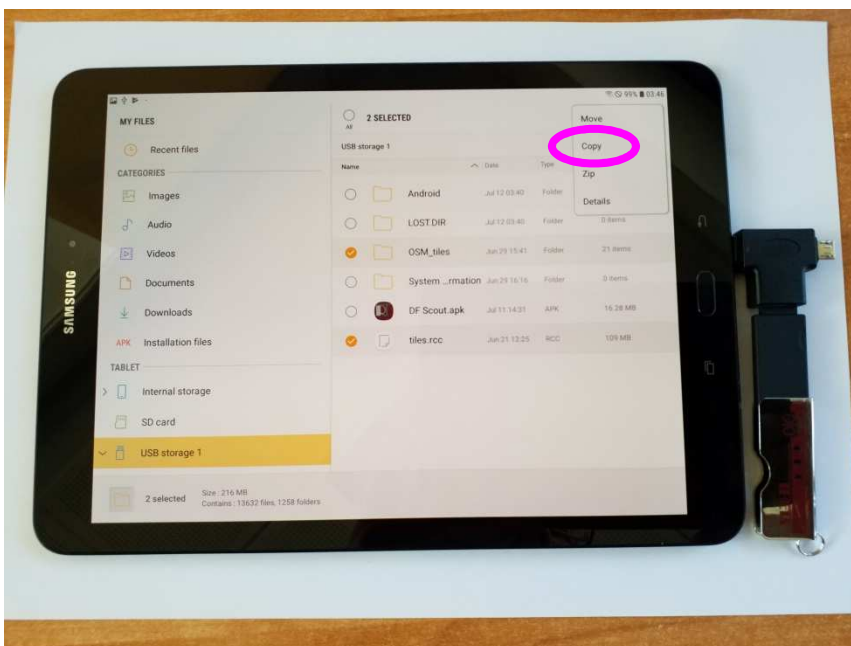 99% 03:46
MY FILES
Recent files
CATEGORIES
Images
Audio
Videos
Documents
Downloads
APK Installation files
TABLET
Internal storage
SD card
USB storage 1
2 selected
Size : 216 MB
Contains : 13632 files, 1258 folders
All
2 SELECTED
USB storage 1
Name Date Type
Android Jul 12 03:40 Folder
LOST.DIR Jul 12 03:40 Folder 0 items
OSM_tiles Jun 29 15:41 Folder 21 items
System ...rmation Jun 29 16:16 Folder 0 items
DF Scout.apk Jul 11 14:31 APK 16.28 MB
tiles.rcc Jun 21 13:25 RCC 109 MB
Move
Copy
Zip
Details
SAMSUNG